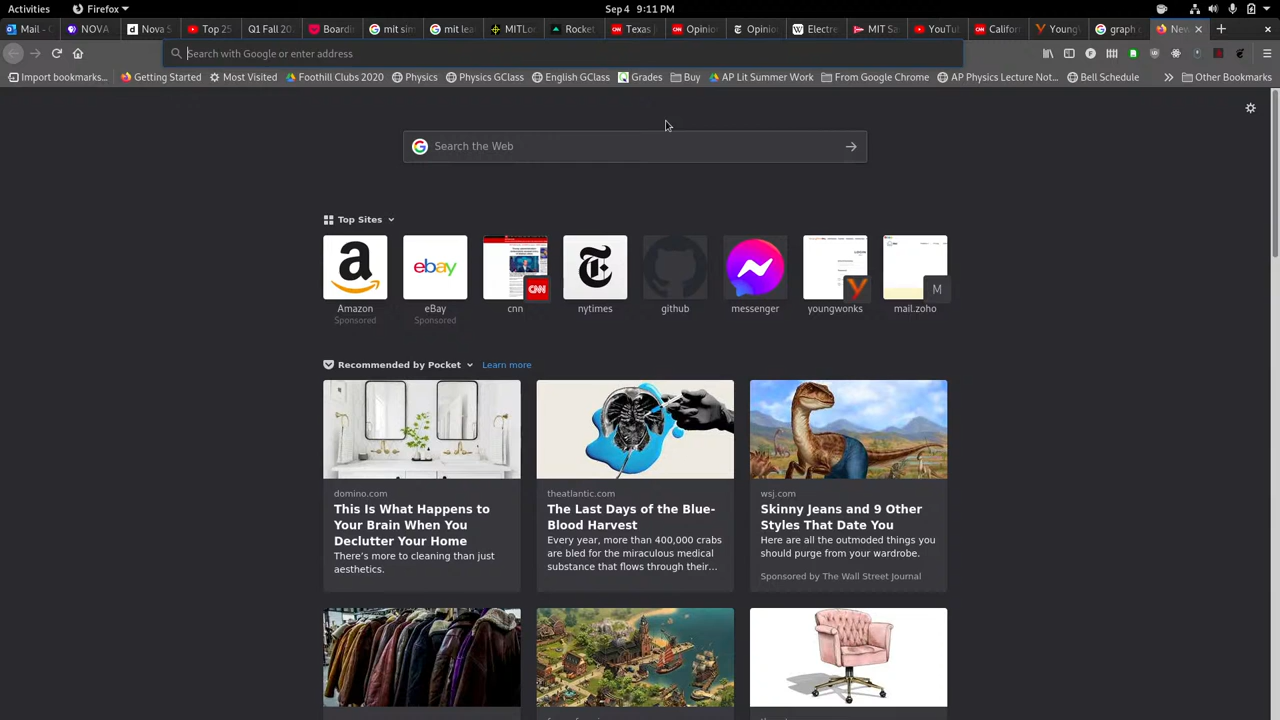 Activities
Firefox
Sep 4 9:11 PM
Mail -
NOVA
Nova S
Top 25
Q1 Fall 20
Boardi
mit sim
mit lea
MITLo
Rocket
Texas J
Opinio
Opinio
Electre
MIT Sa
YouTu
Califor
Young
graph c
New
Search with Google or enter address
Import bookmarks...
Getting Started
Most Visited
Foothill Clubs 2020
Physics
Physics GClass
English GClass
Grades
Buy
AP Lit Summer Work
From Google Chrome
AP Physics Lecture Not...
Bell Schedule
Other Bookmarks
Search the Web
Top Sites
Amazon
Sponsored
eBay
Sponsored
CNN
cnn
nytimes
github
messenger
youngwonks
M
mail.zoho
Recommended by Pocket
Learn more
domino.com
This Is What Happens to
Your Brain When You
Declutter Your Home
There's more to cleaning than just
aesthetics.
theatlantic.com
The Last Days of the Blue-
Blood Harvest
Every year, more than 400,000 crabs
are bled for the miraculous medical
substance that flows through their...
wsj.com
Skinny Jeans and 9 Other
Styles That Date You
Here are all the outmoded things you
should purge from your wardrobe.
Sponsored by The Wall Street Journal